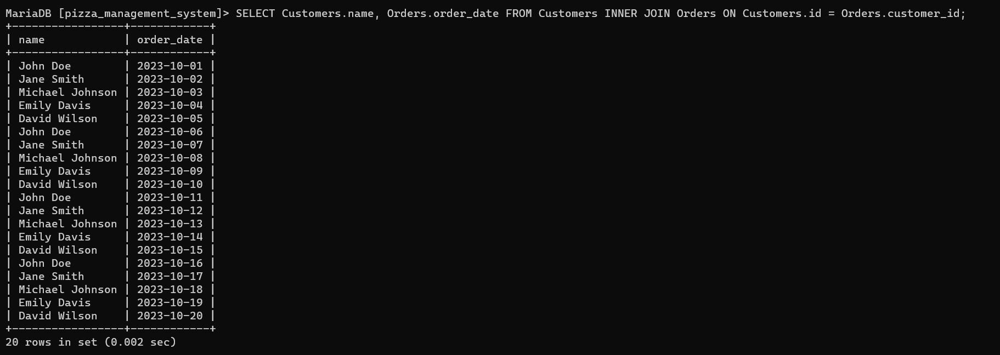 MariaDB [pizza_management_system]> SELECT Customers.name, Orders.order_date FROM Customers INNER JOIN Orders ON Customers.id = Orders.customer_id;
+-----------------+------------+
| name            | order_date |
+-----------------+------------+
| John Doe        | 2023-10-01 |
| Jane Smith      | 2023-10-02 |
| Michael Johnson | 2023-10-03 |
| Emily Davis     | 2023-10-04 |
| David Wilson    | 2023-10-05 |
| John Doe        | 2023-10-06 |
| Jane Smith      | 2023-10-07 |
| Michael Johnson | 2023-10-08 |
| Emily Davis     | 2023-10-09 |
| David Wilson    | 2023-10-10 |
| John Doe        | 2023-10-11 |
| Jane Smith      | 2023-10-12 |
| Michael Johnson | 2023-10-13 |
| Emily Davis     | 2023-10-14 |
| David Wilson    | 2023-10-15 |
| John Doe        | 2023-10-16 |
| Jane Smith      | 2023-10-17 |
| Michael Johnson | 2023-10-18 |
| Emily Davis     | 2023-10-19 |
| David Wilson    | 2023-10-20 |
+-----------------+------------+
20 rows in set (0.002 sec)